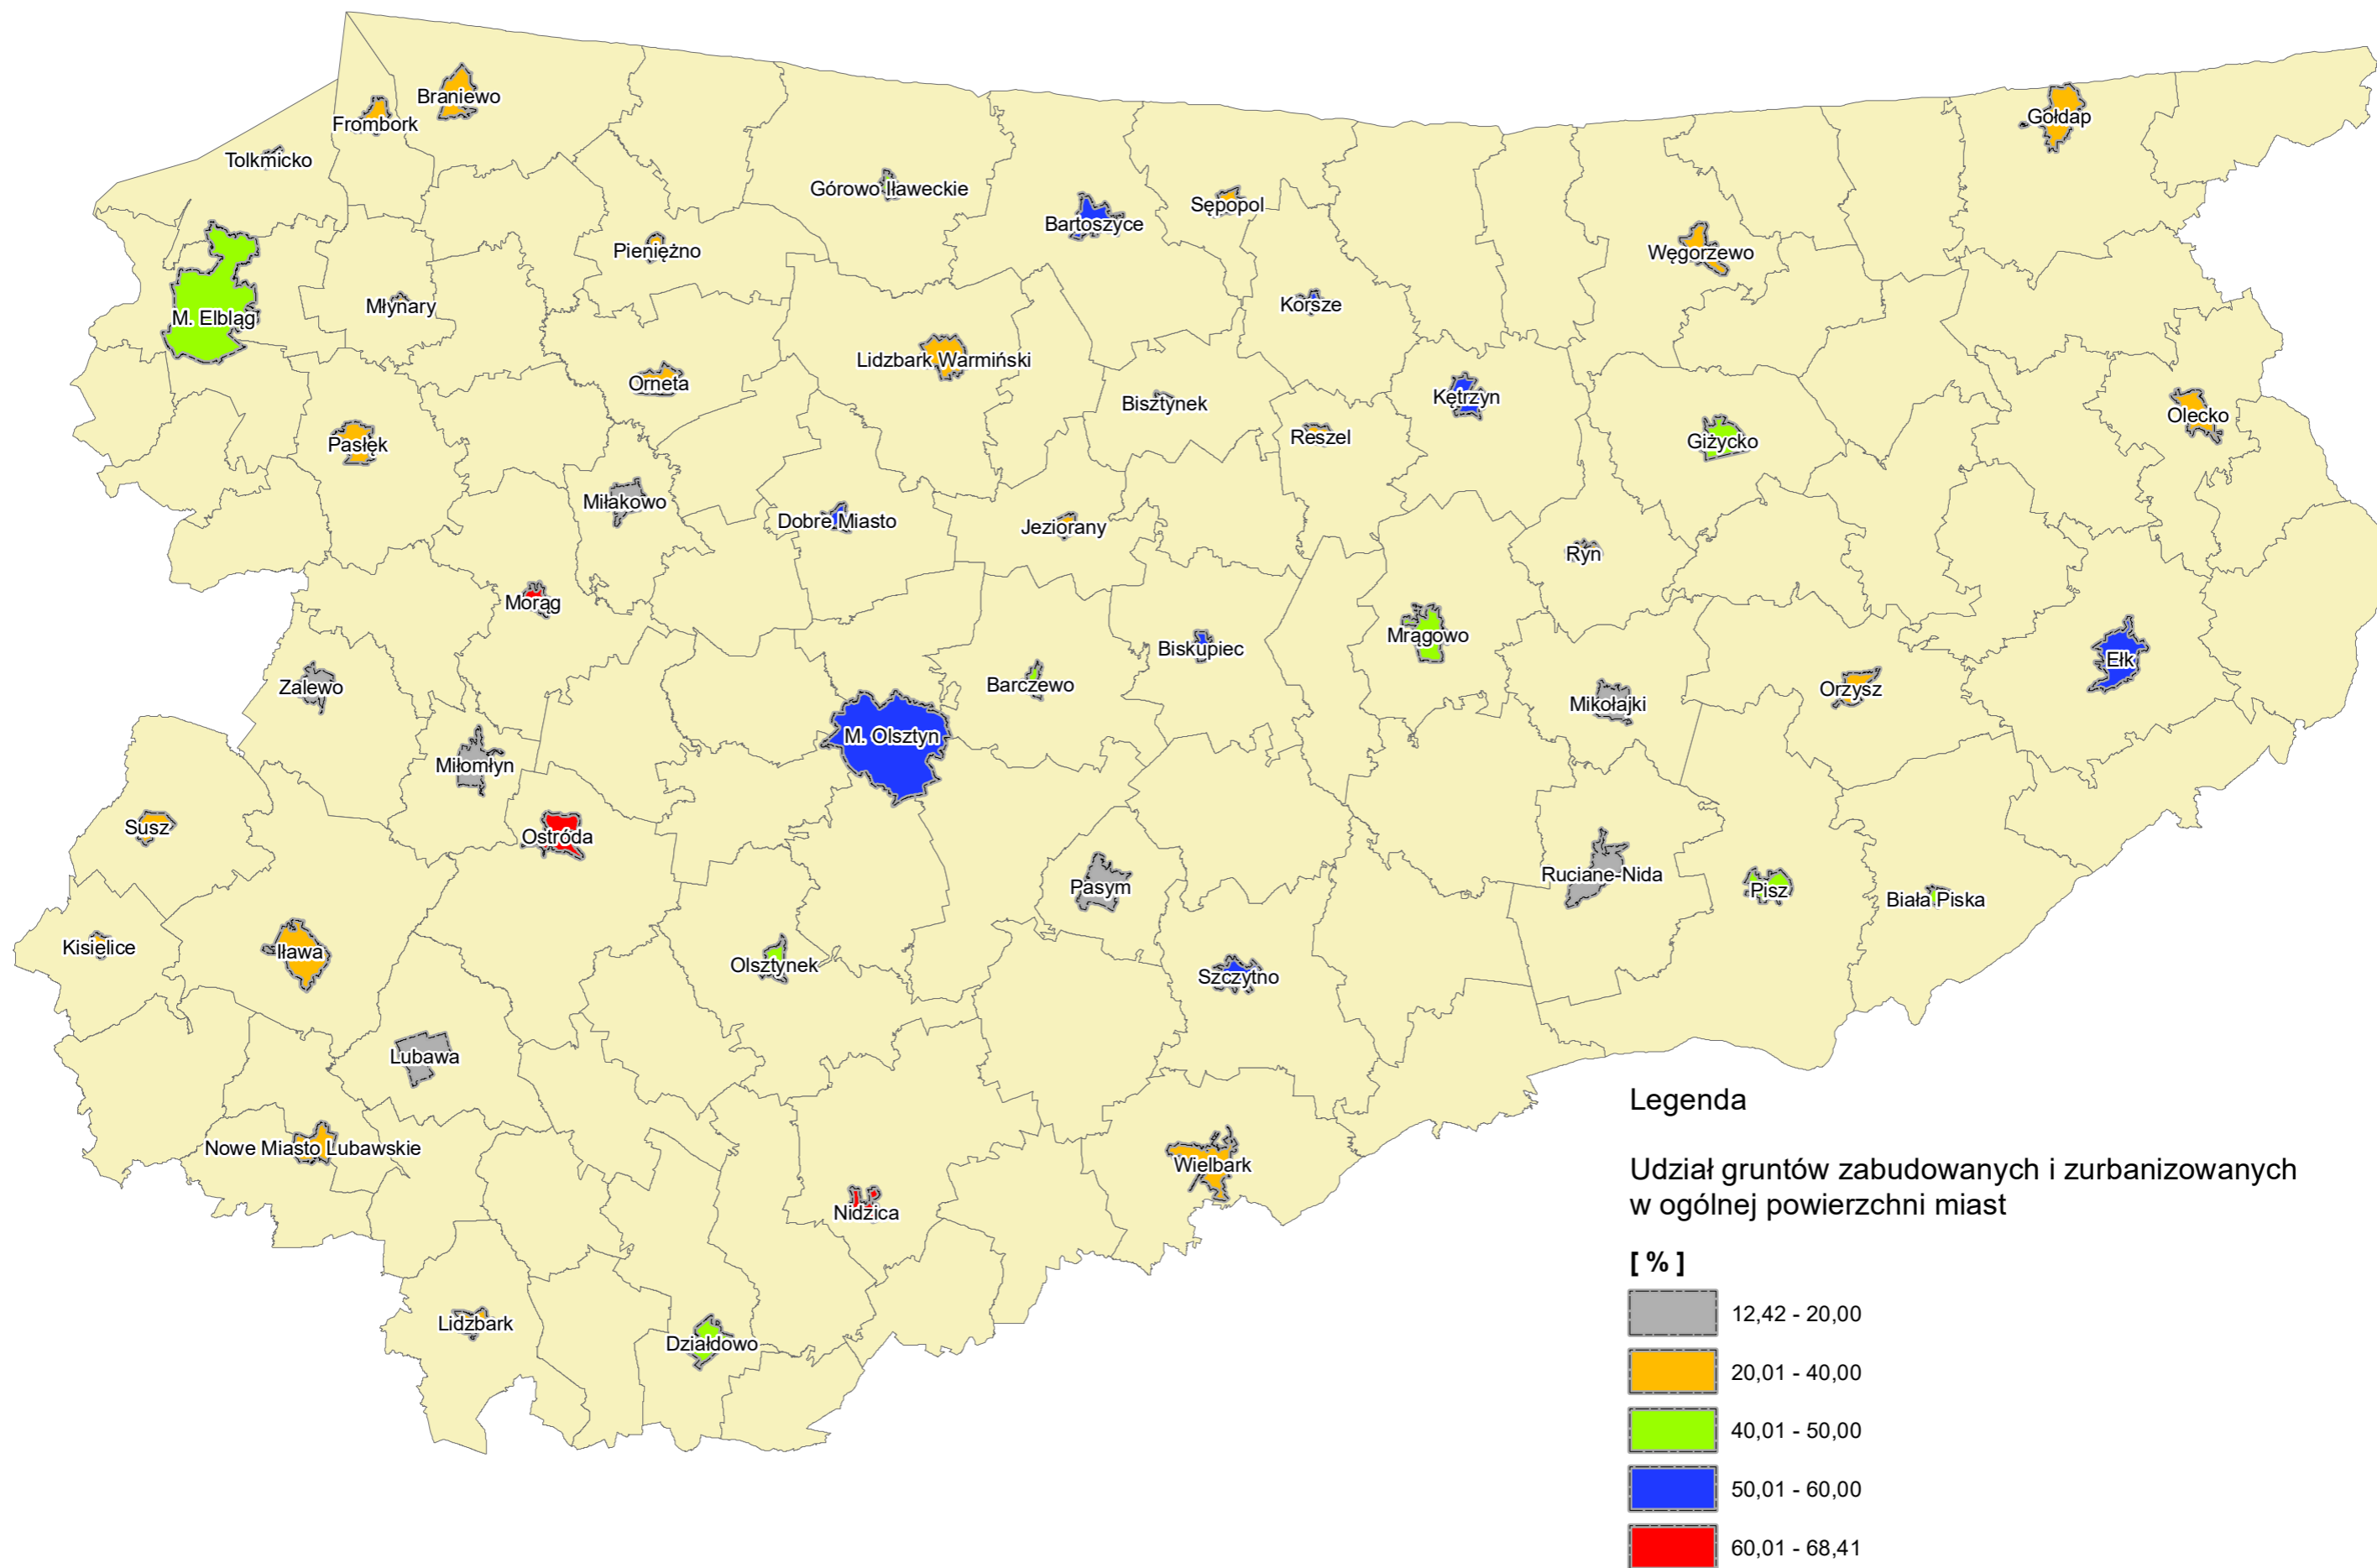 Braniewo
Frombork
Gołdap
Tolkmicko
Górowo Iławeckie
Sępopol
Bartoszyce
Pieniężno
Węgorzewo
Młynary
Korsze
M. Elbląg
Lidzbark Warmiński
Orneta
Kętrzyn
Bisztynek
Olecko
Reszel
Giżycko
Pasłęk
Miłakowo
Dobre Miasto
Jeziorany
Ryn
Morąg
Mrągowo
Biskupiec
Ełk
Barczewo
Zalewo
Orzysz
Mikołajki
M. Olsztyn
Miłomłyn
Susz
Ostróda
Ruciane-Nida
Pasym
Pisz
Biała Piska
Kisielice
Iława
Olsztynek
Szczytno
Lubawa
Nowe Miasto Lubawskie
Wielbark
Nidzica
Lidzbark
Działdowo
Legenda
Udział gruntów zabudowanych i zurbanizowanych
w ogólnej powierzchni miast
[ % ]
12,42 - 20,00
20,01 - 40,00
40,01 - 50,00
50,01 - 60,00
60,01 - 68,41